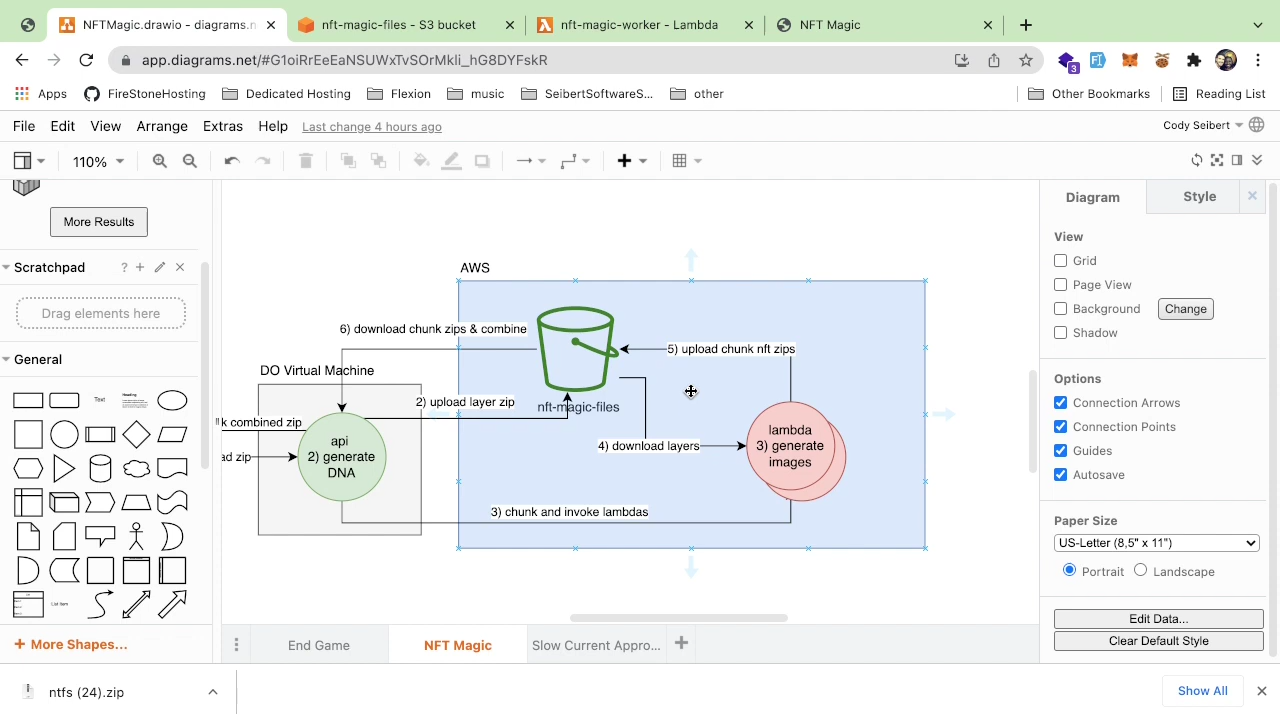 NFTMagic.drawio - diagrams.n
nft-magic-files - S3 bucket
nft-magic-worker - Lambda
NFT Magic
app.diagrams.net/#G1oiRrEeEaNSUWxTvSOrMkli_hG8DYFskR
3
Apps
FireStoneHosting
Dedicated Hosting
Flexion
music
SeibertSoftwareS...
other
Other Bookmarks
Reading List
File
Edit
View
Arrange
Extras
Help
Last change 4 hours ago
Cody Seibert
110%
More Results
Scratchpad
?
Drag elements here
General
Text
Heading
List Item
+ More Shapes...
AWS
6) download chunk zips & combine
5) upload chunk nft zips
DO Virtual Machine
2) upload layer zip
nft-magic-files
k combined zip
ad zip
api
2) generate
DNA
4) download layers
lambda
3) generate
images
3) chunk and invoke lambdas
End Game
NFT Magic
Slow Current Appro...
Diagram
Style
View
Grid
Page View
Background
Change
Shadow
Options
Connection Arrows
Connection Points
Guides
Autosave
Paper Size
US-Letter (8,5" x 11")
Portrait
Landscape
Edit Data...
Clear Default Style
ntfs (24).zip
Show All